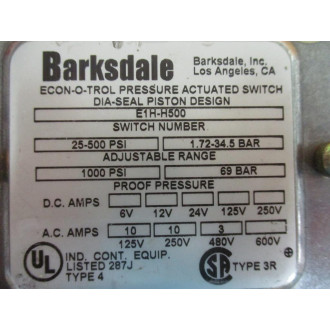 Barksdale
Barksdale, Inc.
Los Angeles, CA
ECON-O-TROL PRESSURE ACTUATED SWITCH
DIA-SEAL PISTON DESIGN
E1H-H500
SWITCH NUMBER
25-500 PSI 1.72-34.5 BAR
ADJUSTABLE RANGE
1000 PSI 69 BAR
PROOF PRESSURE
D.C. AMPS
6V 12V 24V 125V 250V
A.C. AMPS 10 10 3
125V 250V 480V 600V
UL IND. CONT. EQUIP.
LISTED 287J
TYPE 4
SA TYPE 3R